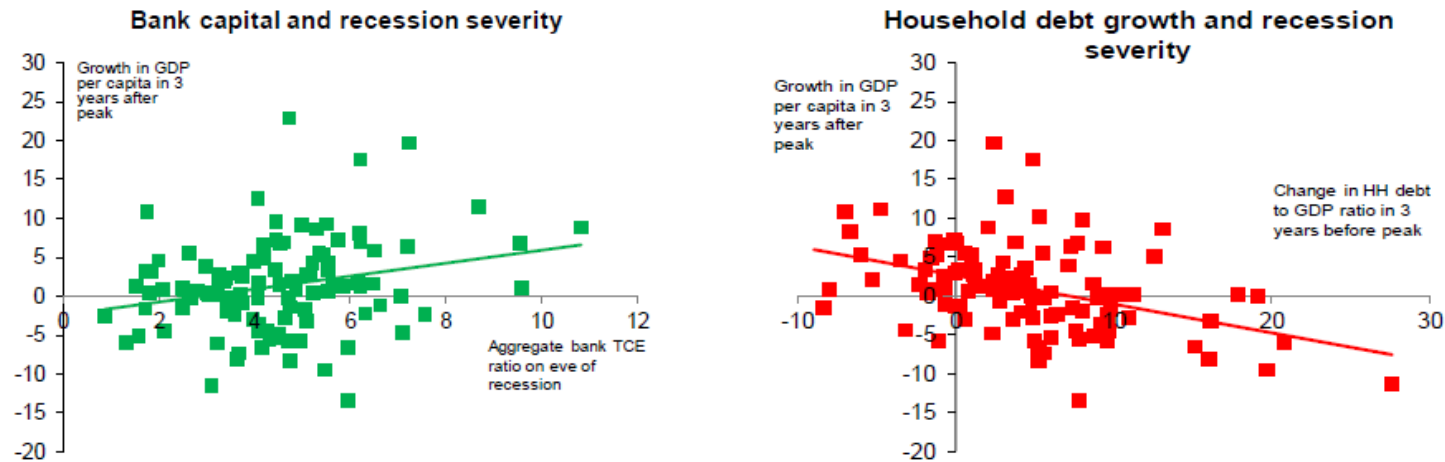 Bank capital and recession severity
Growth in GDP
per capita in 3
years after
peak
30
25
20
15
10
5
0
-5
-10
-15
-20
0
2
4
6
8
10
12
Aggregate bank TCE
ratio on eve of
recession
Household debt growth and recession
severity
Growth in GDP
per capita in 3
years after
peak
30
25
20
15
10
5
0
-5
-10
-15
-20
-10
0
10
20
30
Change in HH debt
to GDP ratio in 3
years before peak